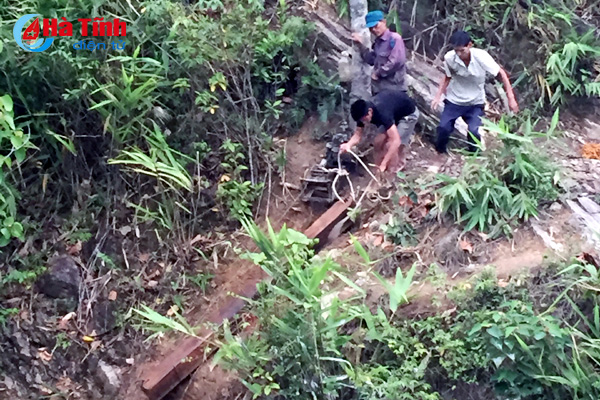 Hà Tĩnh
điện tử